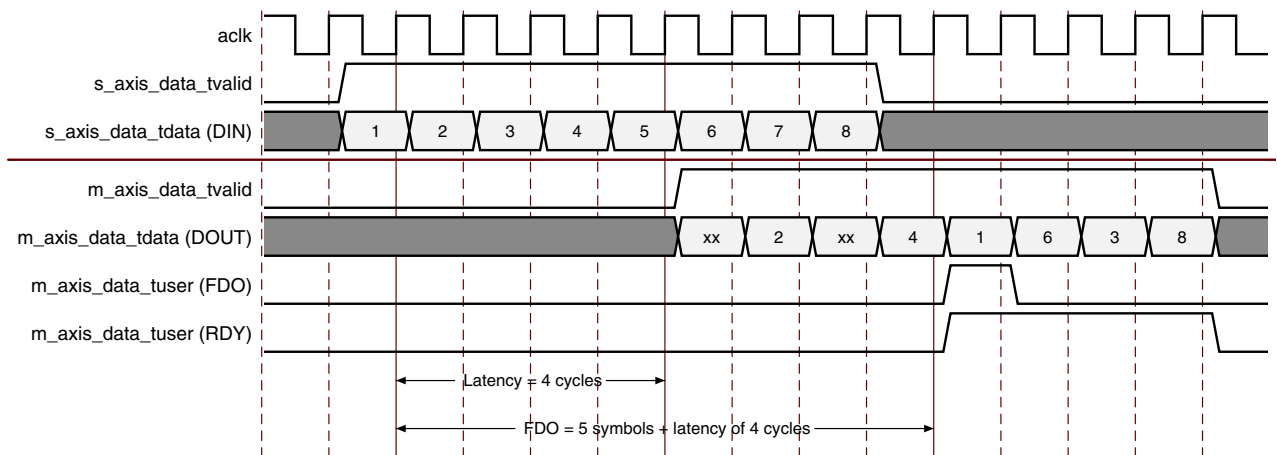 aclk
s_axis_data_tvalid
s_axis_data_tdata (DIN) 1 2 3 4 5 6 7 8
m_axis_data_tvalid
m_axis_data_tdata (DOUT) xx 2 xx 4 1 6 3 8
m_axis_data_tuser (FDO)
m_axis_data_tuser (RDY)
Latency = 4 cycles
FDO = 5 symbols + latency of 4 cycles